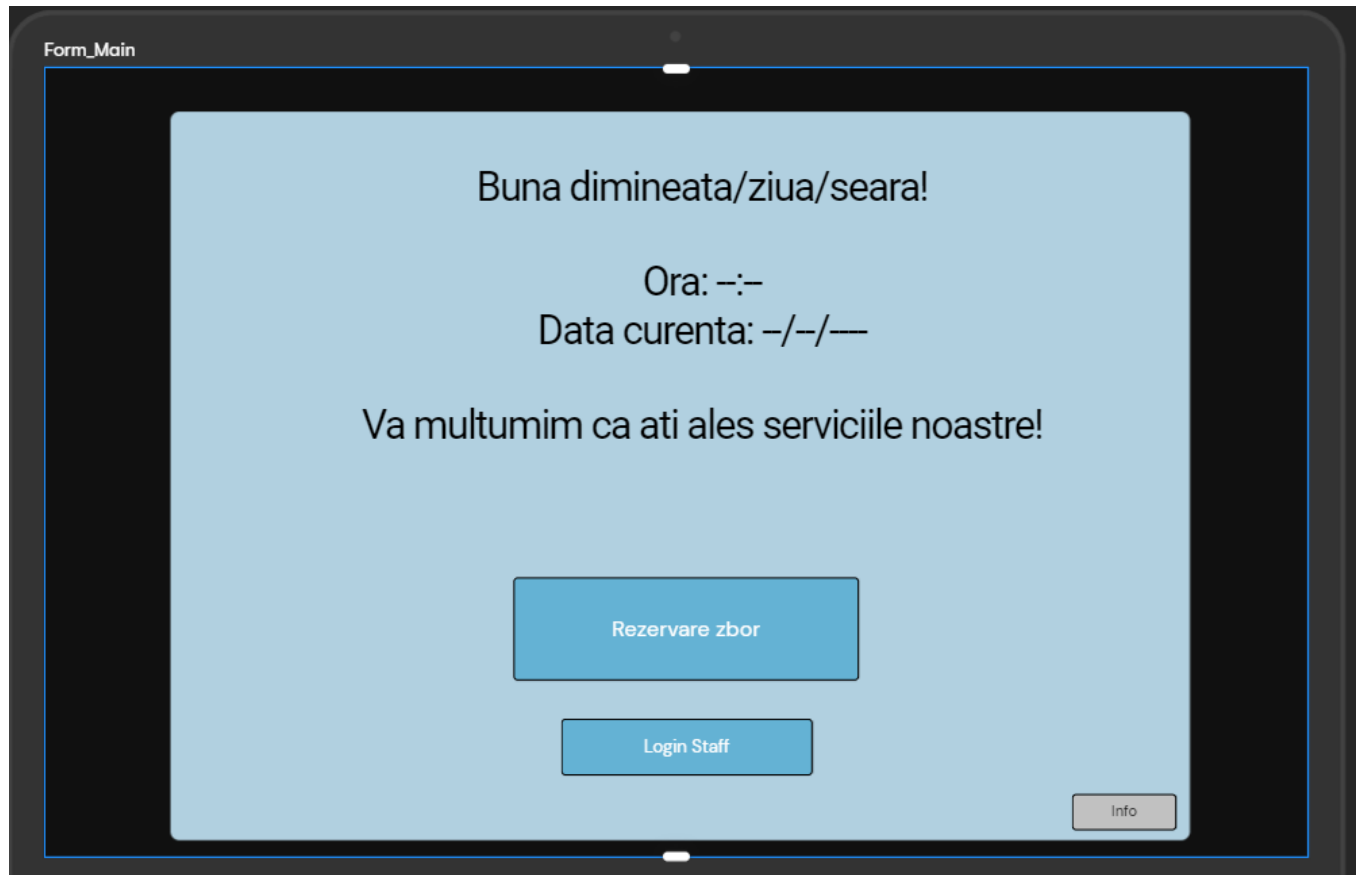 Form_Main
Buna dimineata/ziua/seara!
Ora: --:--
Data curenta: --/--/----
Va multumim ca ati ales serviciile noastre!
Rezervare zbor
Login Staff
Info